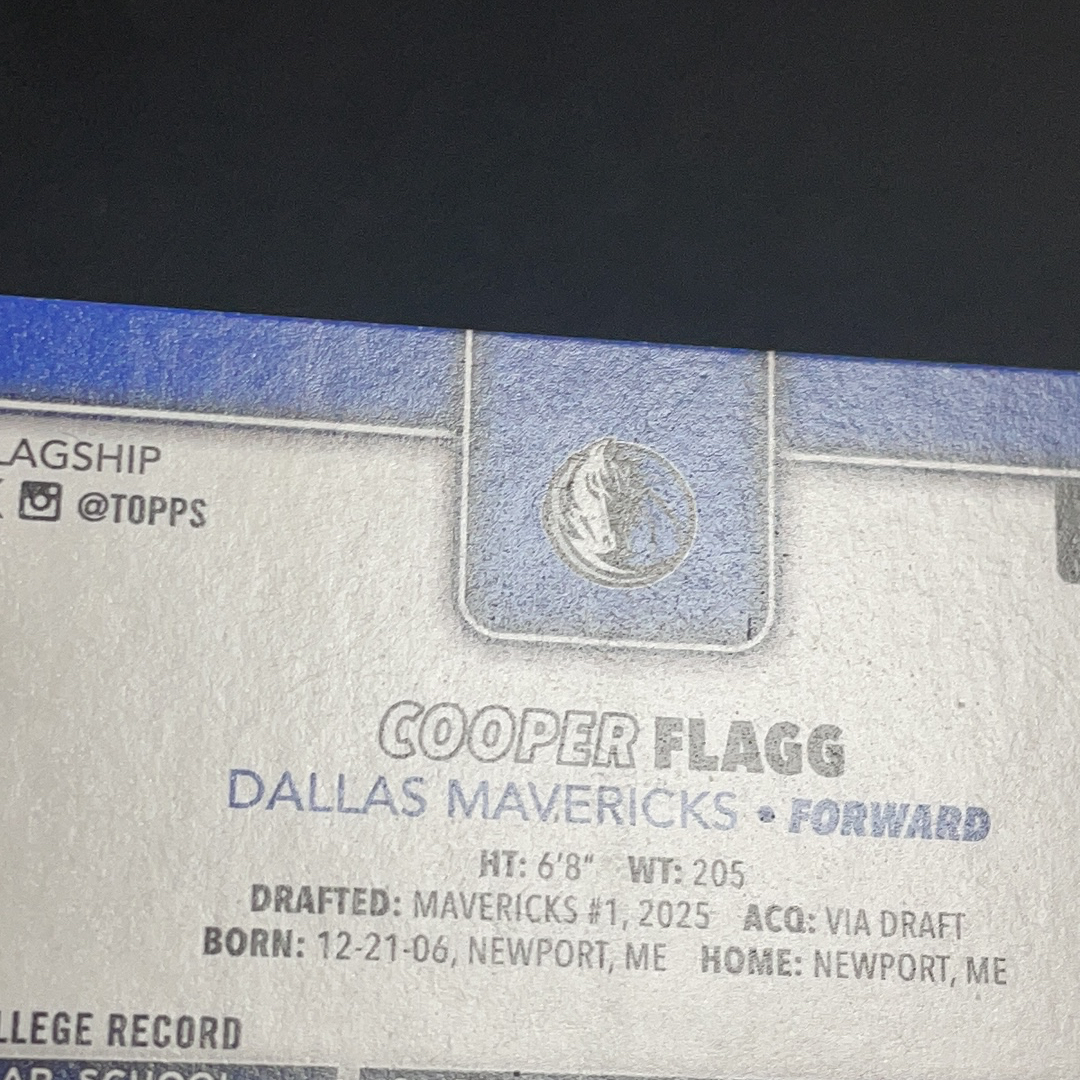 LAGSHIP
@TOPPS
COOPER FLAGG
DALLAS MAVERICKS • FORWARD
HT: 6'8" WT: 205
DRAFTED: MAVERICKS #1, 2025 ACQ: VIA DRAFT
BORN: 12-21-06, NEWPORT, ME HOME: NEWPORT, ME
LLEGE RECORD